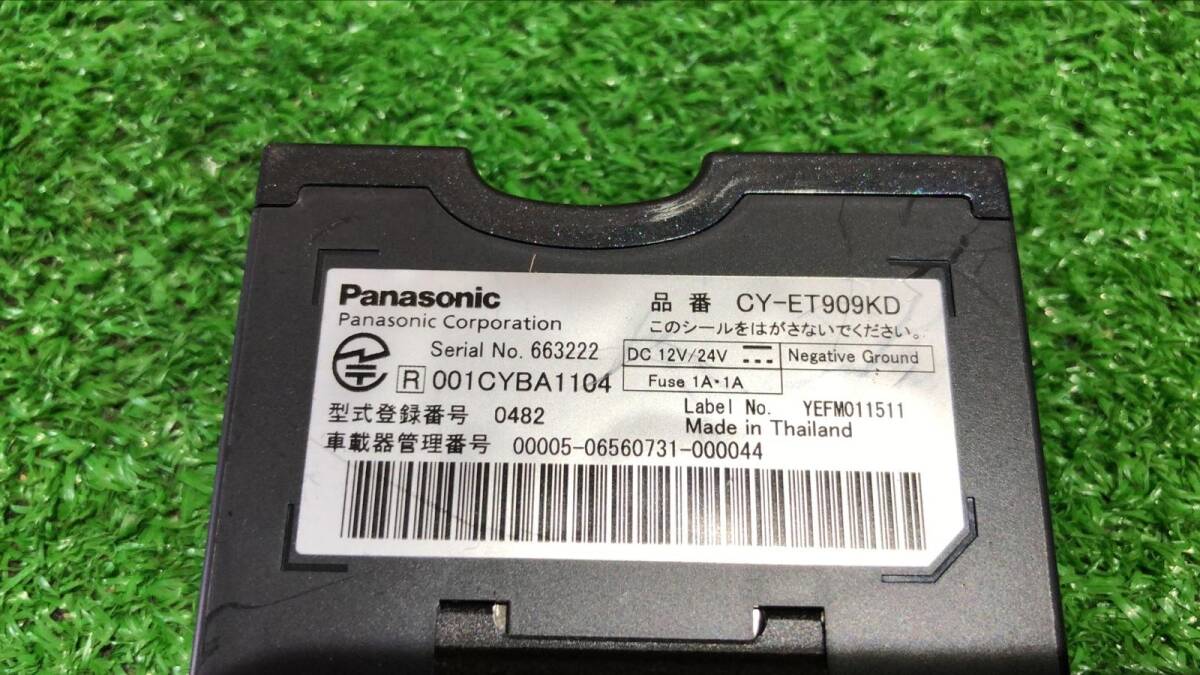 Panasonic
Panasonic Corporation
品番 CY-ET909KD
このシールをはがさないでください。
Serial No. 663222
DC 12V/24V
Negative Ground
R 001CYBA1104
Fuse 1A・1A
型式登録番号 0482
Label No. YEFM011511
Made in Thailand
車載器管理番号 00005-06560731-000044